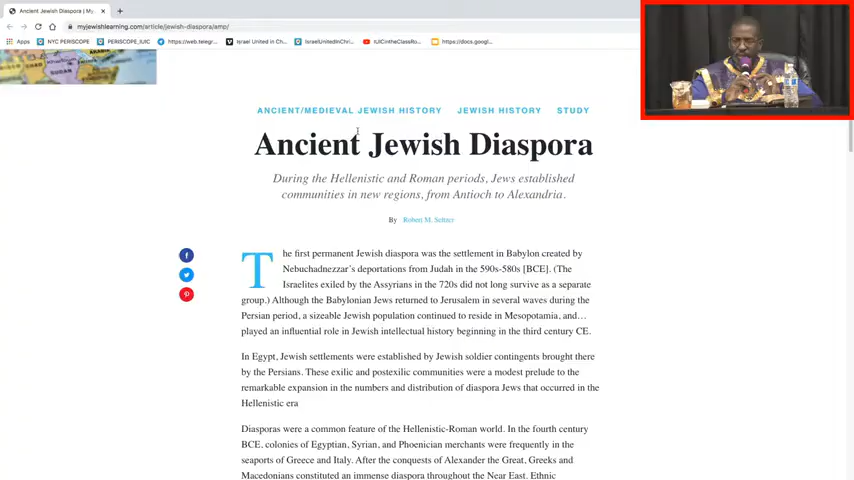 Ancient Jewish Diaspora | My
myjewishlearning.com/article/jewish-diaspora/amp/
Apps NYC PERISCOPE PERISCOPE_IUIC https://web.telegr... Israel United in Ch... IsraelUnitedInChri... IUICintheClassRo... https://docs.googl...
SUDAN
ANCIENT/MEDIEVAL JEWISH HISTORY JEWISH HISTORY STUDY
Ancient Jewish Diaspora
During the Hellenistic and Roman periods, Jews established
communities in new regions, from Antioch to Alexandria.
By Robert M. Seltzer
The first permanent Jewish diaspora was the settlement in Babylon created by
Nebuchadnezzar's deportations from Judah in the 590s-580s [BCE]. (The
Israelites exiled by the Assyrians in the 720s did not long survive as a separate
group.) Although the Babylonian Jews returned to Jerusalem in several waves during the
Persian period, a sizeable Jewish population continued to reside in Mesopotamia, and…
played an influential role in Jewish intellectual history beginning in the third century CE.
In Egypt, Jewish settlements were established by Jewish soldier contingents brought there
by the Persians. These exilic and postexilic communities were a modest prelude to the
remarkable expansion in the numbers and distribution of diaspora Jews that occurred in the
Hellenistic era
Diasporas were a common feature of the Hellenistic-Roman world. In the fourth century
BCE, colonies of Egyptian, Syrian, and Phoenician merchants were frequently in the
seaports of Greece and Italy. After the conquests of Alexander the Great, Greeks and
Macedonians constituted an immense diaspora throughout the Near East. Ethnic